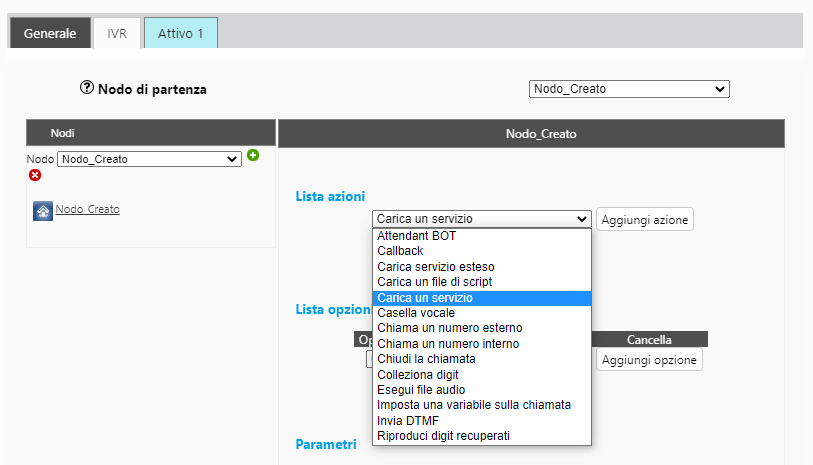 Generale IVR Attivo 1
Nodo di partenza Nodo_Creato
Nodi
Nodo Nodo_Creato
Nodo_Creato
Nodo_Creato
Lista azioni
Carica un servizio Aggiungi azione
Attendant BOT
Callback
Carica servizio esteso
Carica un file di script
Carica un servizio
Casella vocale
Chiama un numero esterno
Chiama un numero interno
Chiudi la chiamata
Colleziona digit
Esegui file audio
Imposta una variabile sulla chiamata
Invia DTMF
Riproduci digit recuperati
Lista opzion
Op Cancella
Aggiungi opzione
Parametri